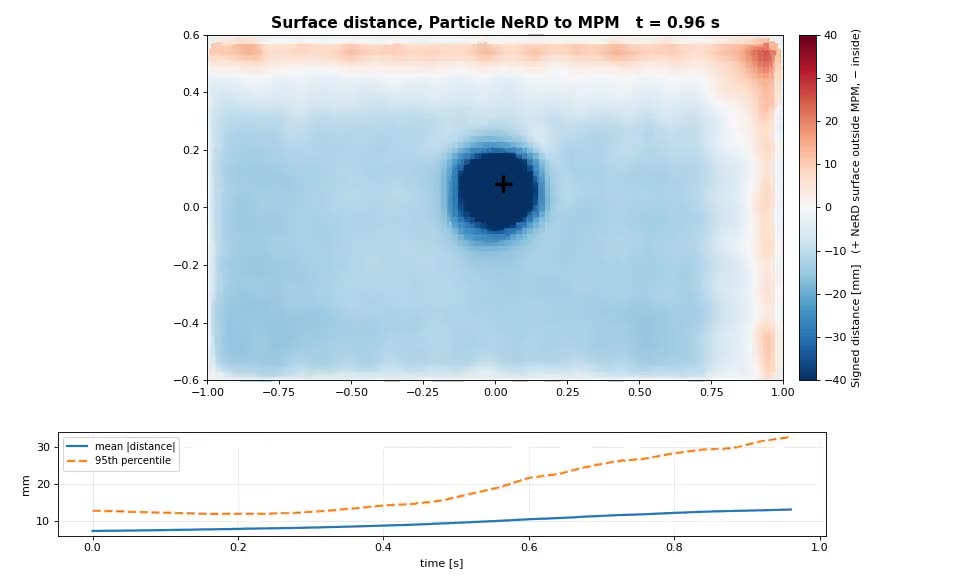 Surface distance, Particle NeRD to MPM t = 0.96 s
0.6
0.4
0.2
0.0
−0.2
−0.4
−0.6
−1.00 −0.75 −0.50 −0.25 0.00 0.25 0.50 0.75 1.00
40
30
20
10
0
−10
−20
−30
−40
Signed distance [mm] (+ NeRD surface outside MPM, − inside)
mean |distance|
95th percentile
30
20
10
mm
0.0 0.2 0.4 0.6 0.8 1.0
time [s]